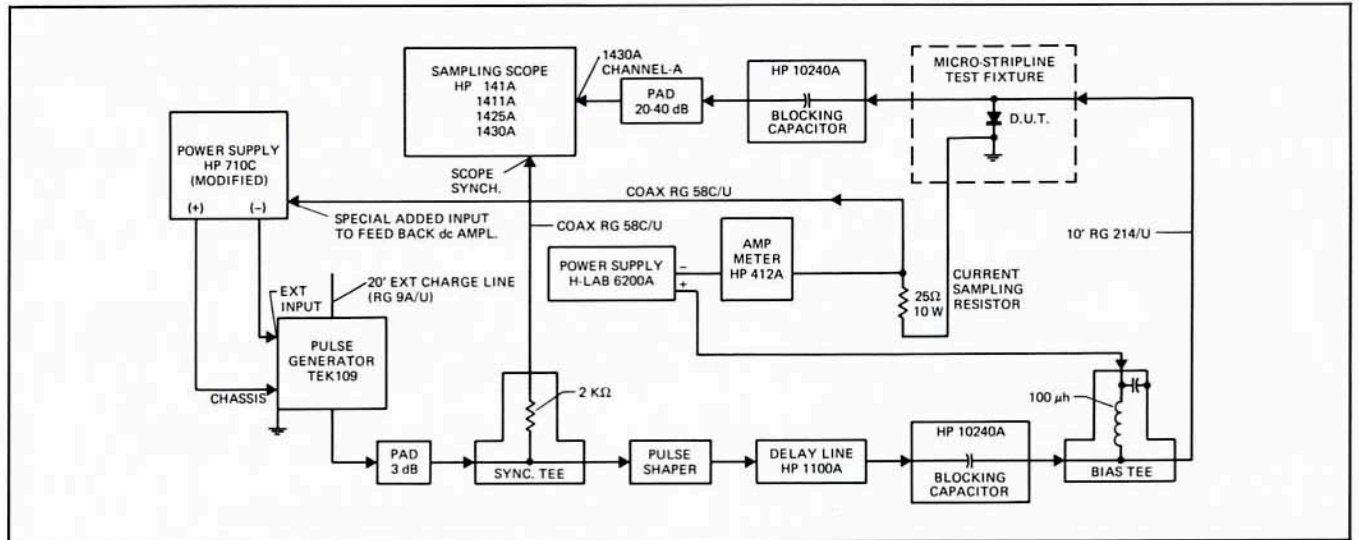 SAMPLING SCOPE
HP 141A
1411A
1425A
1430A
1430A
CHANNEL-A
PAD
20-40 dB
HP 10240A
BLOCKING
CAPACITOR
MICRO-STRIPLINE
TEST FIXTURE
D.U.T.
POWER SUPPLY
HP 710C
(MODIFIED)
(+) (−)
SCOPE
SYNCH.
COAX RG 58C/U
SPECIAL ADDED INPUT
TO FEED BACK dc AMPL.
COAX RG 58C/U
10' RG 214/U
AMP
METER
HP 412A
POWER SUPPLY
H-LAB 6200A
−
+
CURRENT
SAMPLING
RESISTOR
25Ω
10 W
EXT
INPUT
20' EXT CHARGE LINE
(RG 9A/U)
PULSE
GENERATOR
TEK109
CHASSIS
2 KΩ
100 μh
PAD
3 dB
SYNC. TEE
PULSE
SHAPER
DELAY LINE
HP 1100A
HP 10240A
BLOCKING
CAPACITOR
BIAS TEE